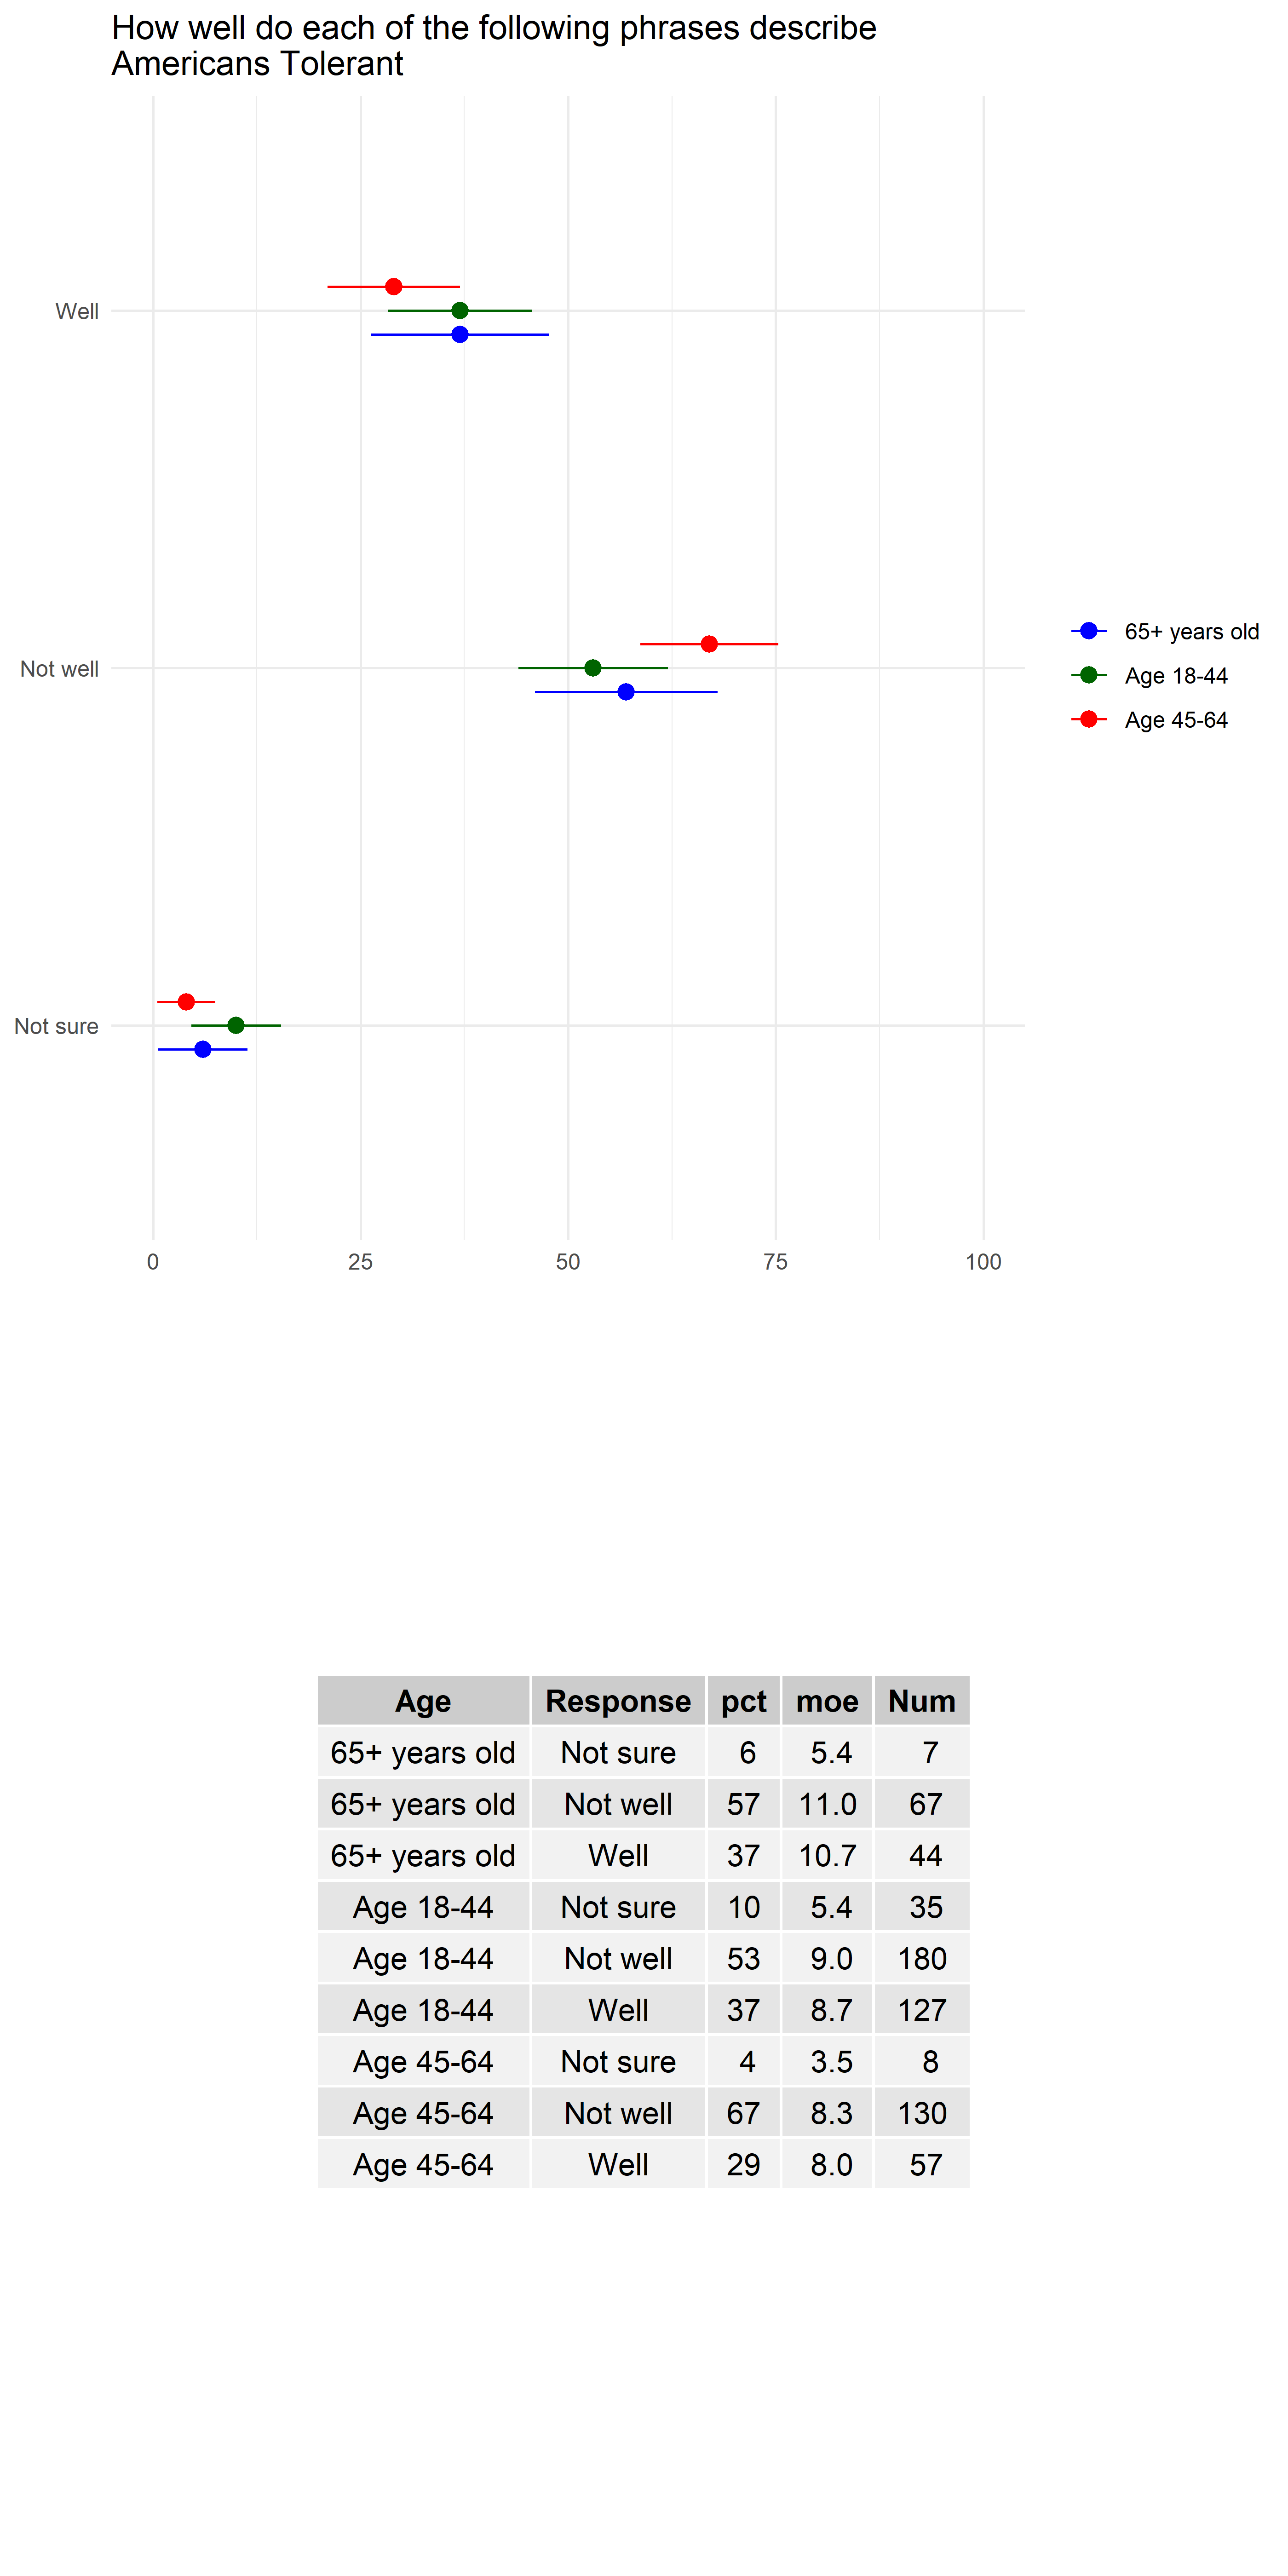 How well do each of the following phrases describe
Americans Tolerant
Well
Not well
Not sure
0 25 50 75 100
65+ years old
Age 18-44
Age 45-64
Age Response pct moe Num
65+ years old Not sure 6 5.4 7
65+ years old Not well 57 11.0 67
65+ years old Well 37 10.7 44
Age 18-44 Not sure 10 5.4 35
Age 18-44 Not well 53 9.0 180
Age 18-44 Well 37 8.7 127
Age 45-64 Not sure 4 3.5 8
Age 45-64 Not well 67 8.3 130
Age 45-64 Well 29 8.0 57